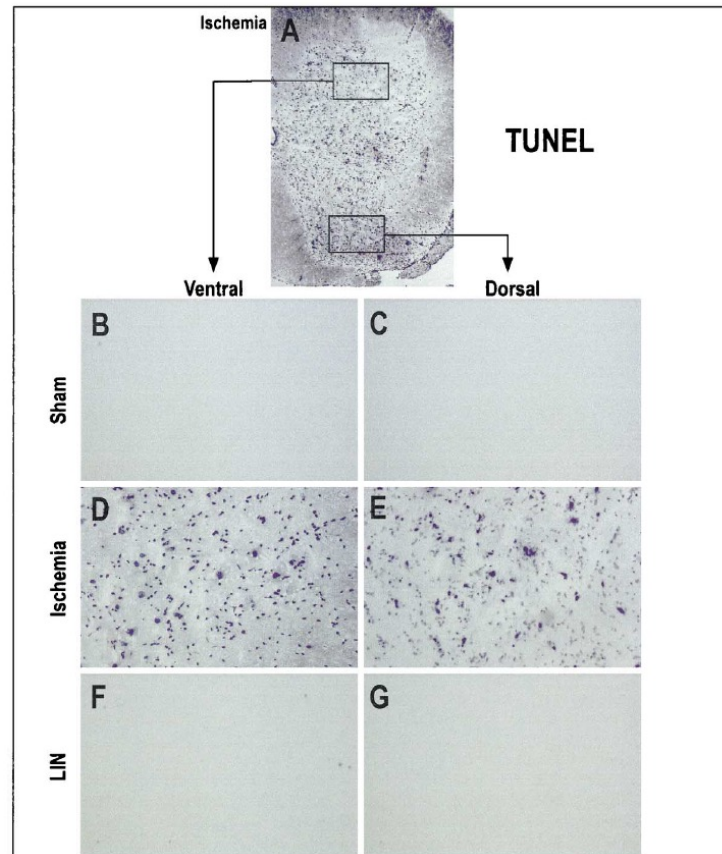 Ischemia
A
TUNEL
Ventral
Dorsal
Sham
B
C
Ischemia
D
E
LIN
F
G